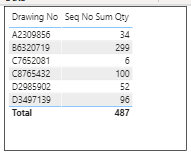 Drawing No Seq No Sum Qty
A2309856 34
B6320719 299
C7652081 6
C8765432 100
D2985902 52
D3497139 96
Total 487